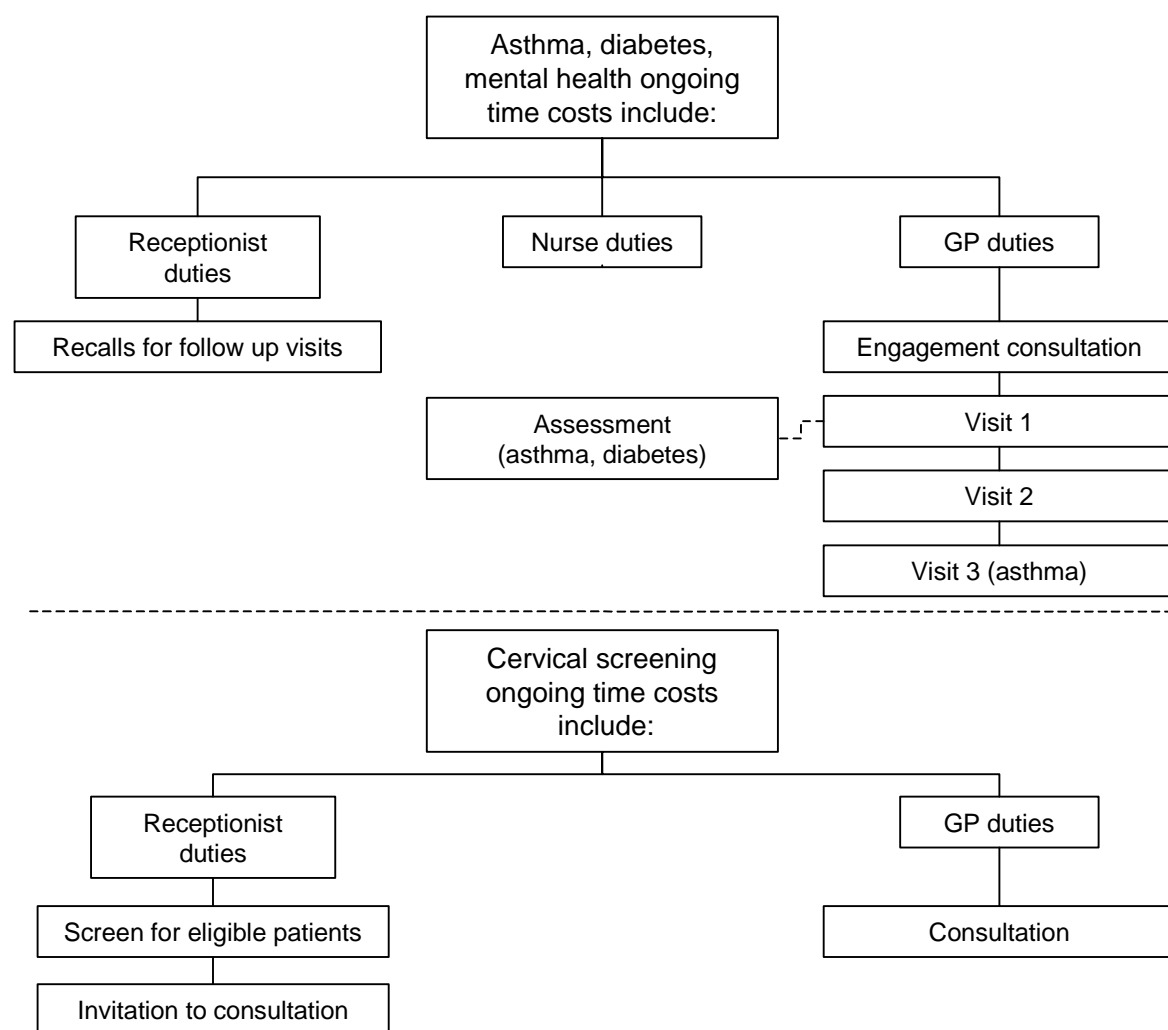 Asthma, diabetes,
mental health ongoing
time costs include:
Receptionist
duties
Nurse duties
GP duties
Recalls for follow up visits
Engagement consultation
Assessment
(asthma, diabetes)
Visit 1
Visit 2
Visit 3 (asthma)
Cervical screening
ongoing time costs
include:
Receptionist
duties
GP duties
Screen for eligible patients
Consultation
Invitation to consultation